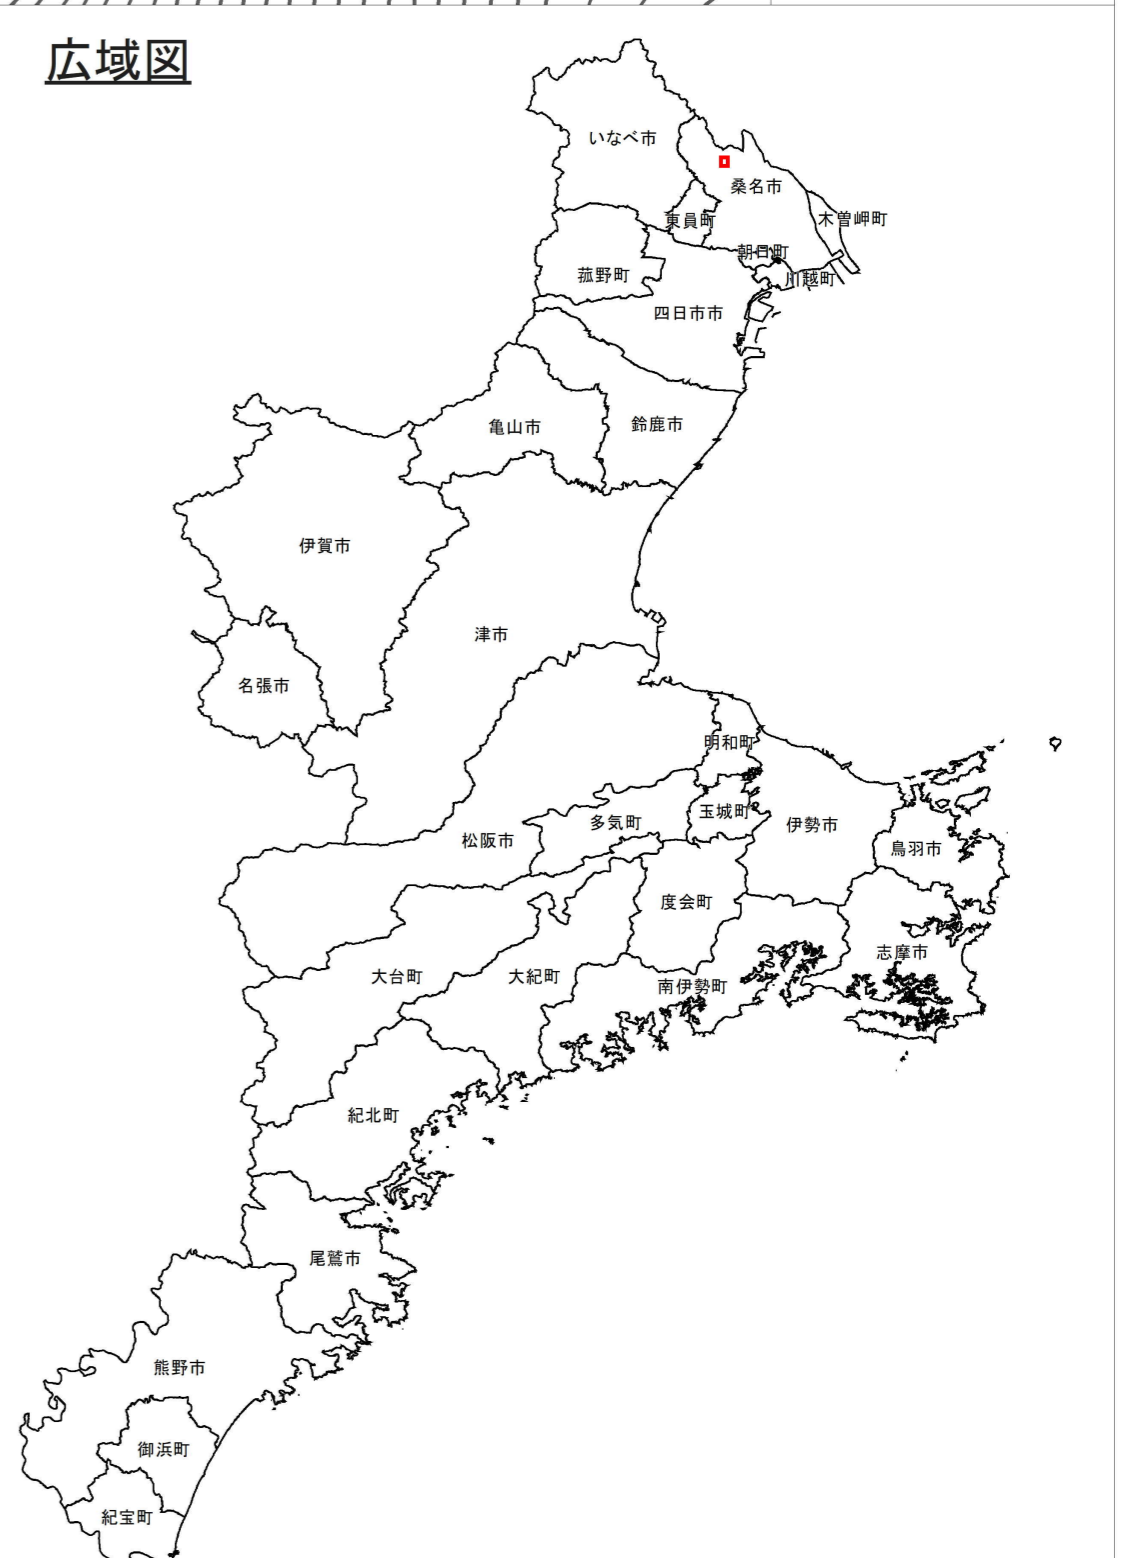 広域図
いなべ市
桑名市
東員町
木曽岬町
朝日町
菰野町
川越町
四日市市
亀山市
鈴鹿市
伊賀市
津市
名張市
明和町
玉城町
多気町
伊勢市
松阪市
鳥羽市
度会町
志摩市
大台町
大紀町
南伊勢町
紀北町
尾鷲市
熊野市
御浜町
紀宝町